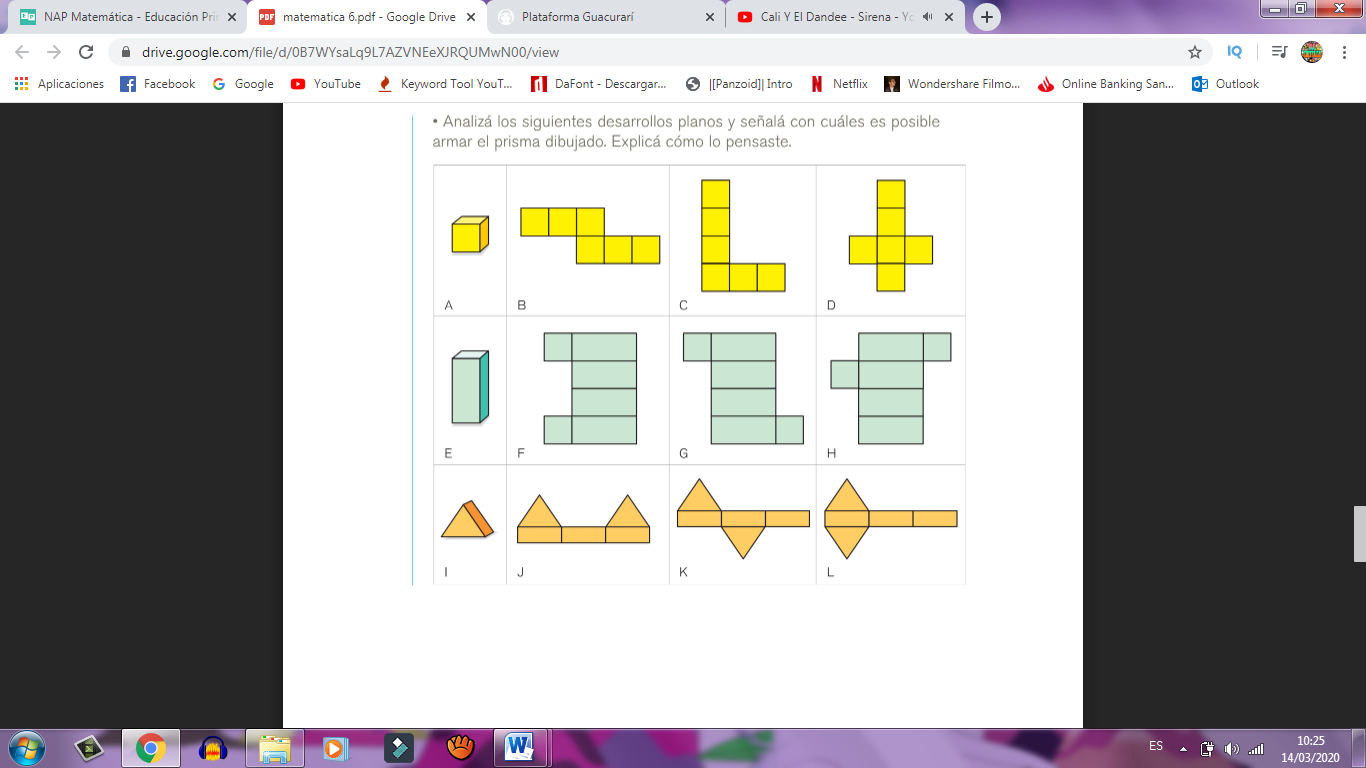 NAP Matemática - Educación Pri
matematica 6.pdf - Google Drive
Plataforma Guacurarí
Cali Y El Dandee - Sirena - Yo
drive.google.com/file/d/0B7WYsaLq9L7AZVNEeXJRQUMwN00/view
IQ
Aplicaciones
Facebook
Google
YouTube
Keyword Tool YouT...
DaFont - Descargar...
|[Panzoid]| Intro
Netflix
Wondershare Filmo...
Online Banking San...
Outlook
• Analizá los siguientes desarrollos planos y señalá con cuáles es posible
armar el prisma dibujado. Explicá cómo lo pensaste.
A B C D
E F G H
I J K L
ES
10:25
14/03/2020